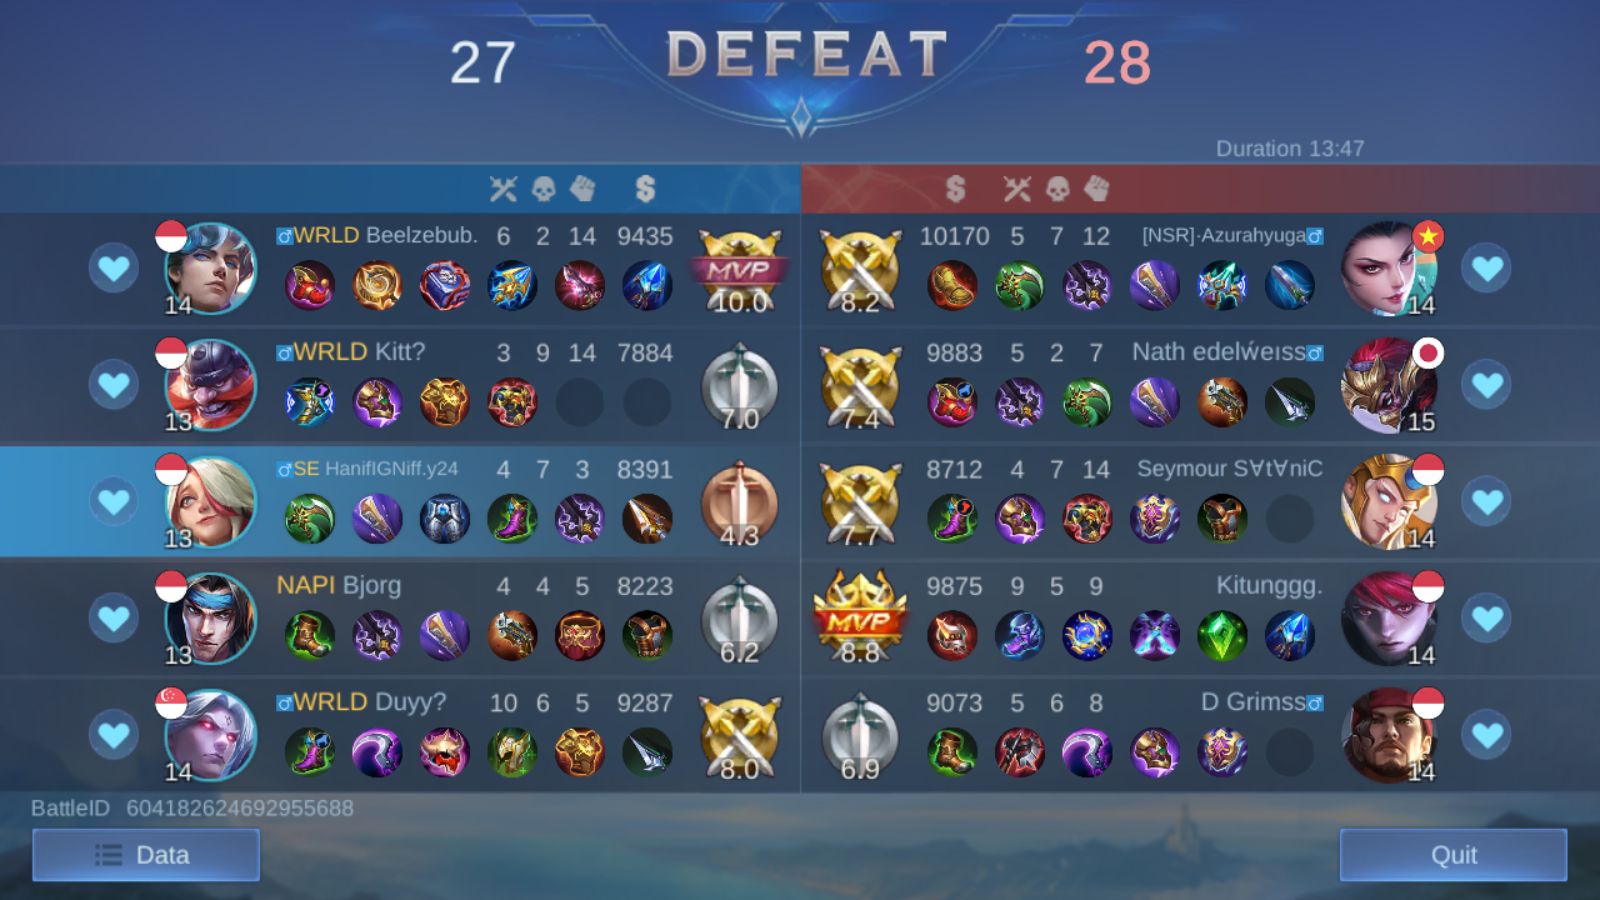 27 DEFEAT 28
Duration 13:47
WRLD Beelzebub. 6 2 14 9435 MVP 10.0
14
8.2 10170 5 7 12 [NSR]·Azurahyuga
14
WRLD Kitt? 3 9 14 7884 7.0
13
7.4 9883 5 2 7 Nath edelẃeıss
15
SE HanifIGNiff.y24 4 7 3 8391 4.3
13
7.7 8712 4 7 14 Seymour S∀t∀niC
14
NAPI Bjorg 4 4 5 8223 6.2
13
MVP 8.8 9875 9 5 9 Kitunggg.
14
WRLD Duyy? 10 6 5 9287 8.0
14
6.9 9073 5 6 8 D Grimss
14
BattleID 604182624692955688
Data
Quit